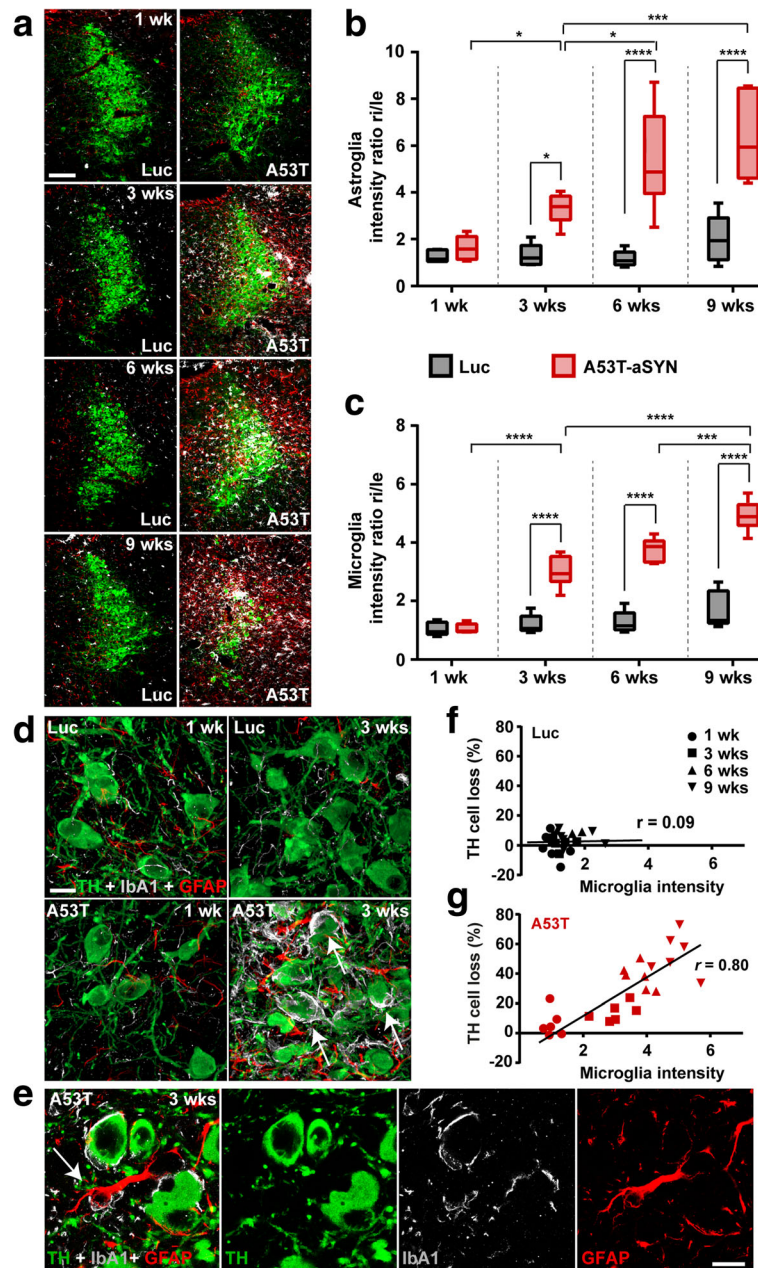 a
1 wk
Luc
A53T
3 wks
Luc
A53T
6 wks
Luc
A53T
9 wks
Luc
A53T
b
Astroglia
intensity ratio ri/le
10
8
6
4
2
0
*
*
***
*
****
****
1 wk
3 wks
6 wks
9 wks
Luc
A53T-aSYN
c
Microglia
intensity ratio ri/le
8
6
4
2
0
****
****
***
****
****
****
1 wk
3 wks
6 wks
9 wks
d
Luc
1 wk
TH + IbA1 + GFAP
Luc
3 wks
A53T
1 wk
A53T
3 wks
e
A53T
3 wks
TH + IbA1+ GFAP
TH
IbA1
GFAP
f
Luc
TH cell loss (%)
80
60
40
20
0
-20
1 wk
3 wks
6 wks
9 wks
r = 0.09
2
4
6
Microglia intensity
g
A53T
TH cell loss (%)
80
60
40
20
0
-20
r = 0.80
2
4
6
Microglia intensity